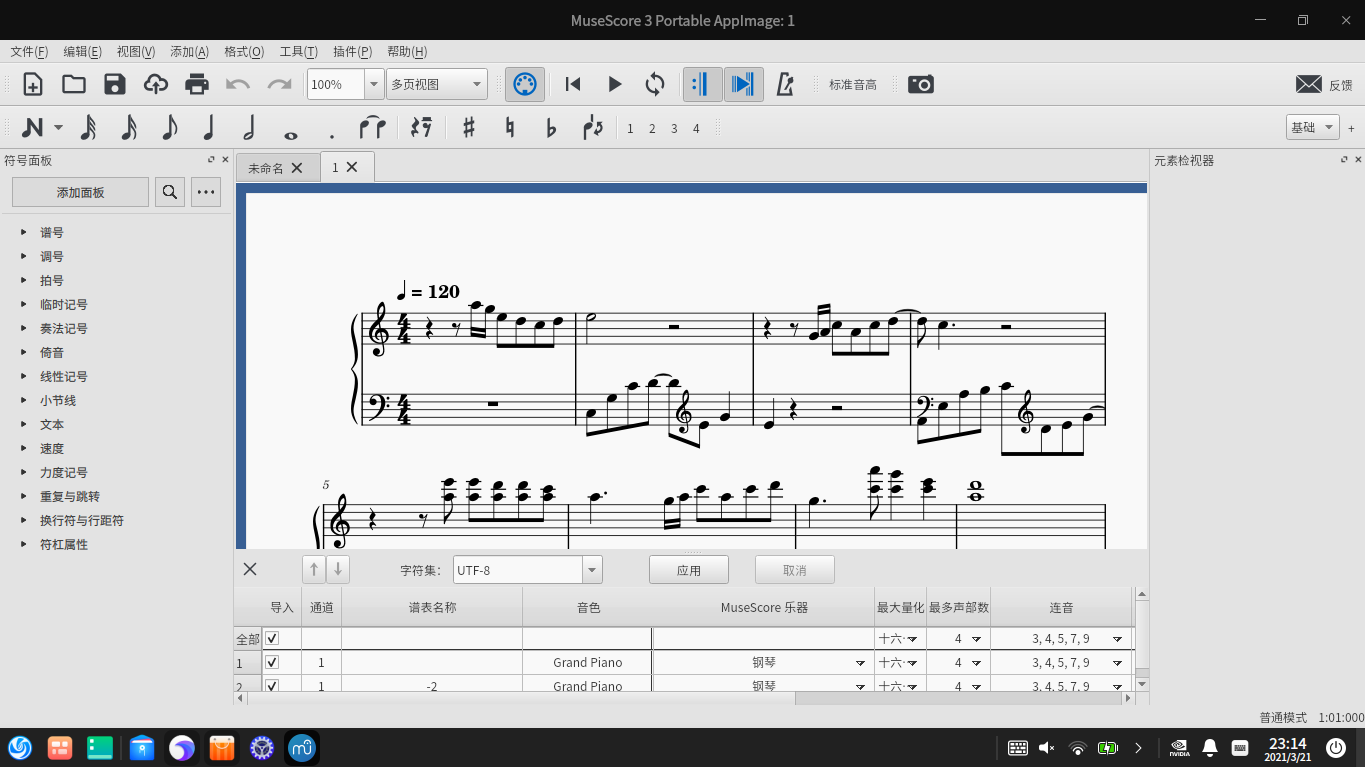 MuseScore 3 Portable AppImage: 1
文件(F) 编辑(E) 视图(V) 添加(A) 格式(O) 工具(T) 插件(P) 帮助(H)
100% 多页视图 标准音高 反馈
1 2 3 4 基础 +
符号面板
未命名 1
元素检视器
添加面板
谱号
调号
拍号
临时记号
奏法记号
倚音
线性记号
小节线
文本
速度
力度记号
重复与跳转
换行符与行距符
符杠属性
= 120
5
字符集: UTF-8 应用 取消
导入 通道 谱表名称 音色 MuseScore 乐器 最大量化 最多声部数 连音
全部 十六· 4 3, 4, 5, 7, 9
1 1 Grand Piano 钢琴 十六· 4 3, 4, 5, 7, 9
2 1 -2 Grand Piano 钢琴 十六· 4 3, 4, 5, 7, 9
普通模式 1:01:000
NVIDIA
23:14
2021/3/21